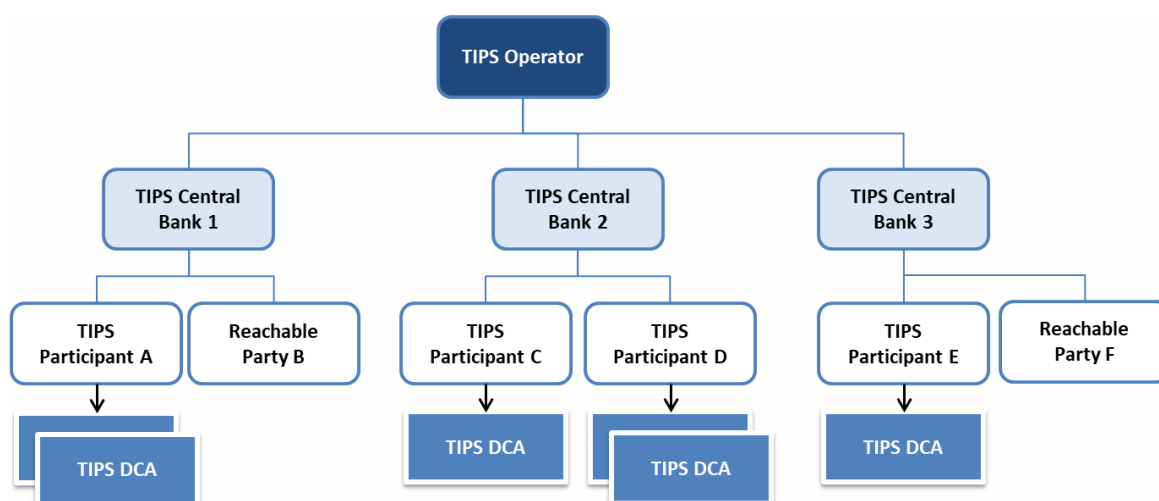 TIPS Operator
TIPS Central
Bank 1
TIPS Central
Bank 2
TIPS Central
Bank 3
TIPS
Participant A
Reachable
Party B
TIPS
Participant C
TIPS
Participant D
TIPS
Participant E
Reachable
Party F
TIPS DCA
TIPS DCA
TIPS DCA
TIPS DCA